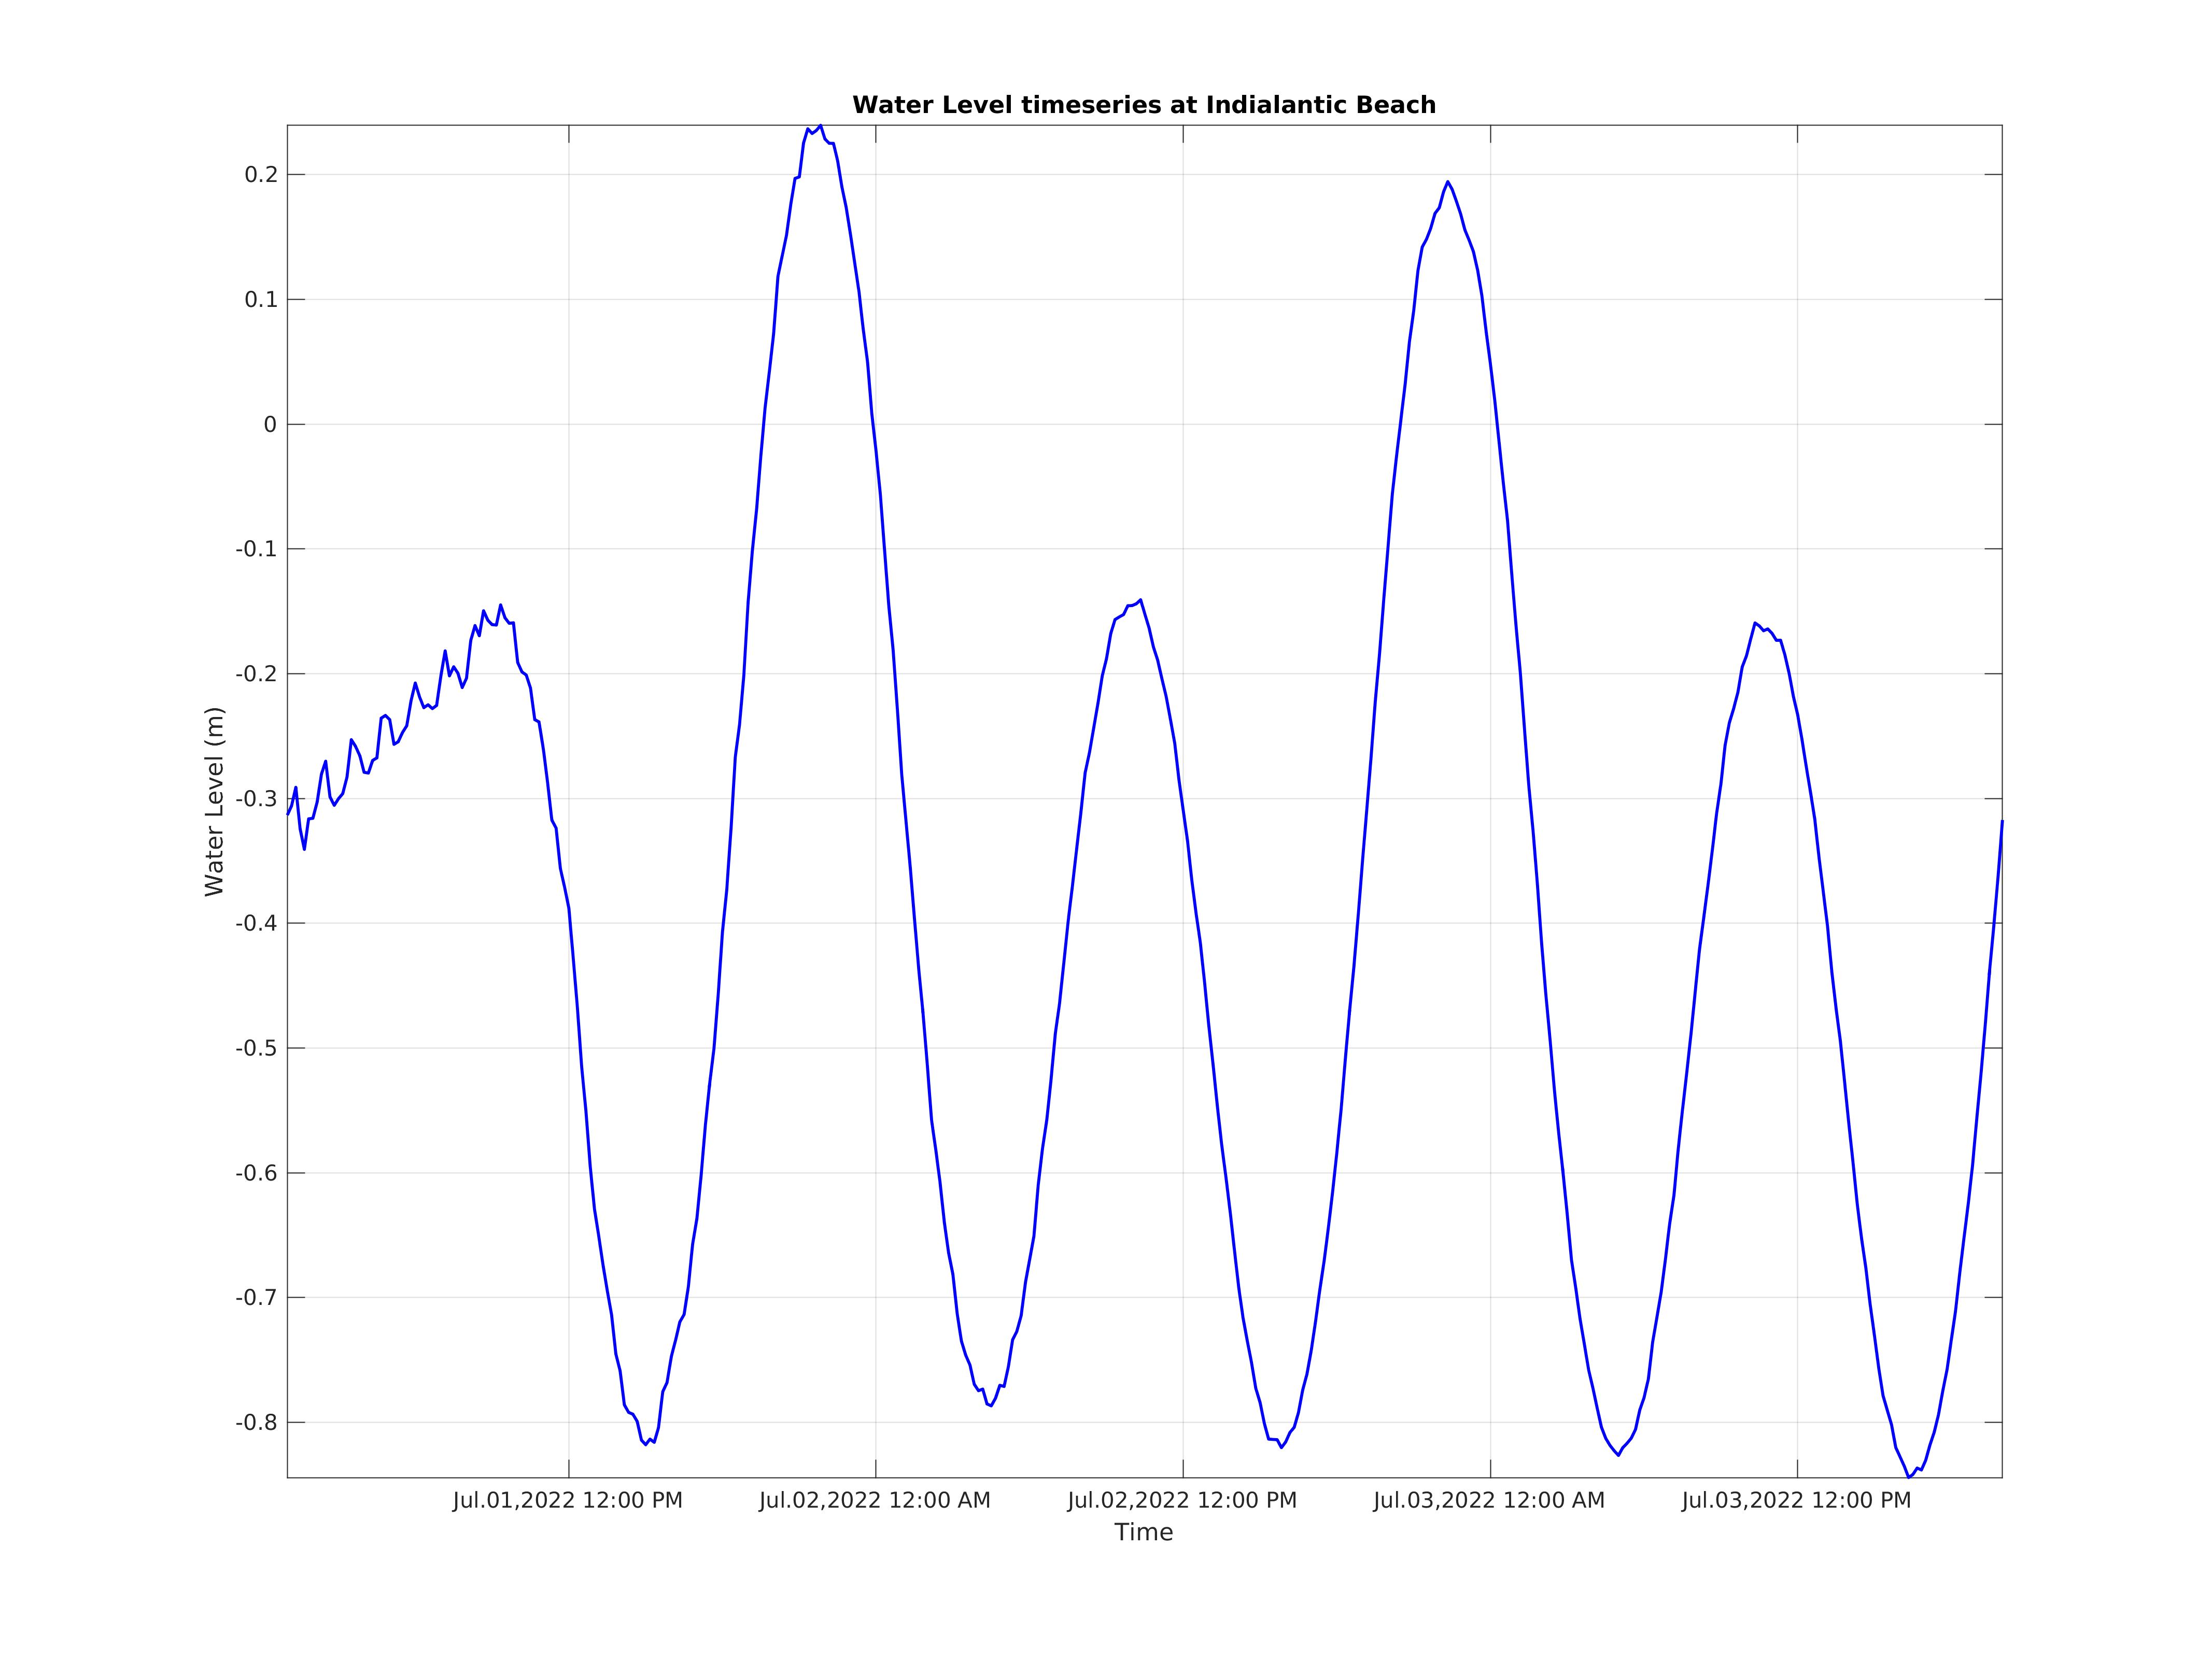 Water Level timeseries at Indialantic Beach
0.2
0.1
0
-0.1
-0.2
-0.3
-0.4
-0.5
-0.6
-0.7
-0.8
Water Level (m)
Jul.01,2022 12:00 PM
Jul.02,2022 12:00 AM
Jul.02,2022 12:00 PM
Jul.03,2022 12:00 AM
Jul.03,2022 12:00 PM
Time